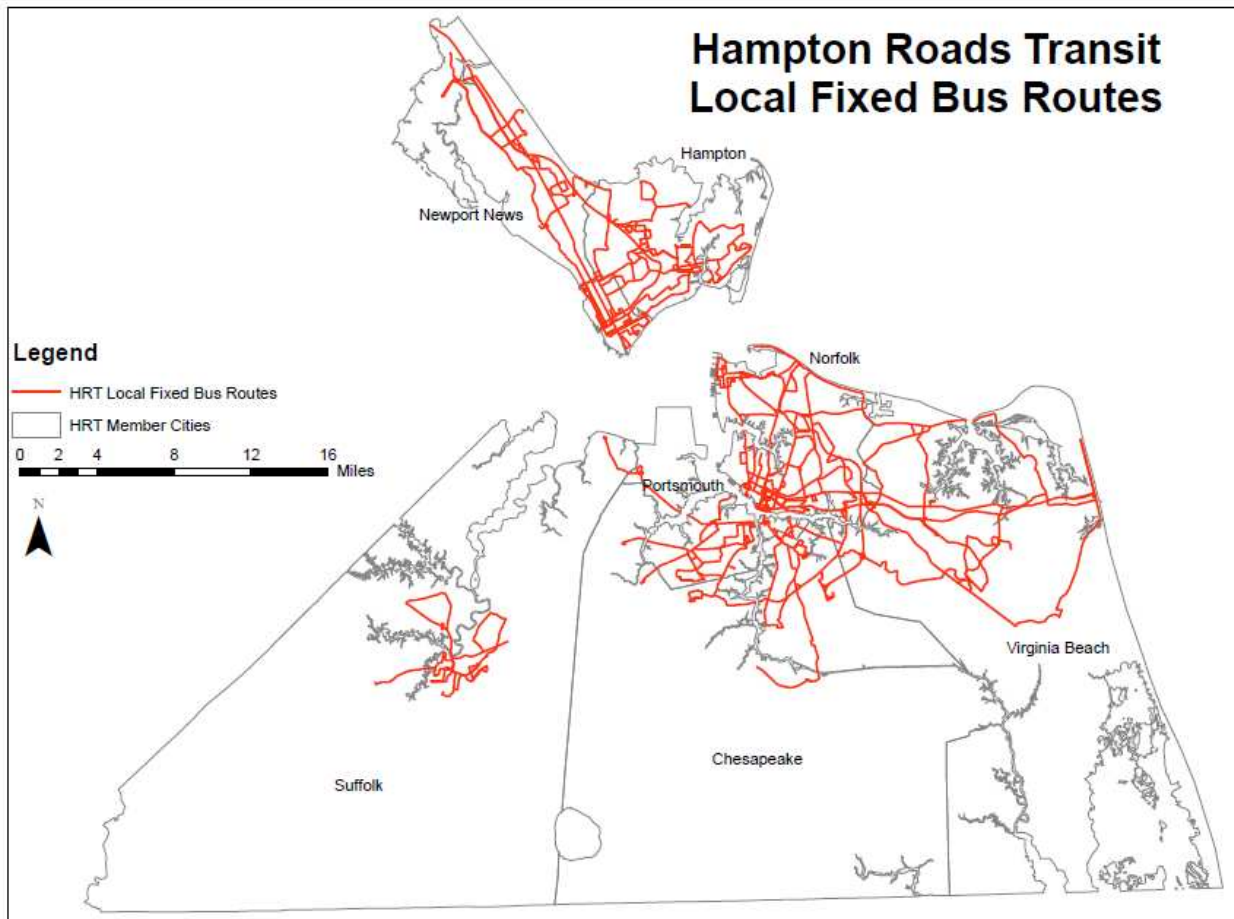 Hampton Roads Transit
Local Fixed Bus Routes
Hampton
Newport News
Legend
HRT Local Fixed Bus Routes
HRT Member Cities
0 2 4 8 12 16
Miles
N
Norfolk
Portsmouth
Virginia Beach
Chesapeake
Suffolk